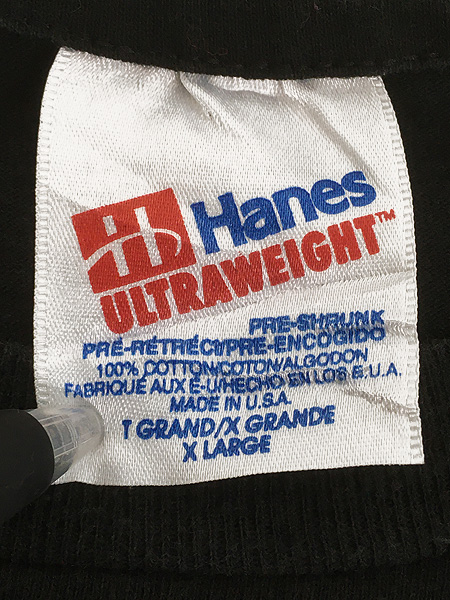 H Hanes
ULTRAWEIGHT™
PRE-SHRUNK
PRÉ-RÉTRÉCI/PRE-ENCOGIDO
100% COTTON/COTON/ALGODON
FABRIQUÉ AUX É-U/HECHO EN LOS E.U.A.
MADE IN U.S.A.
T GRAND/X GRANDE
X LARGE